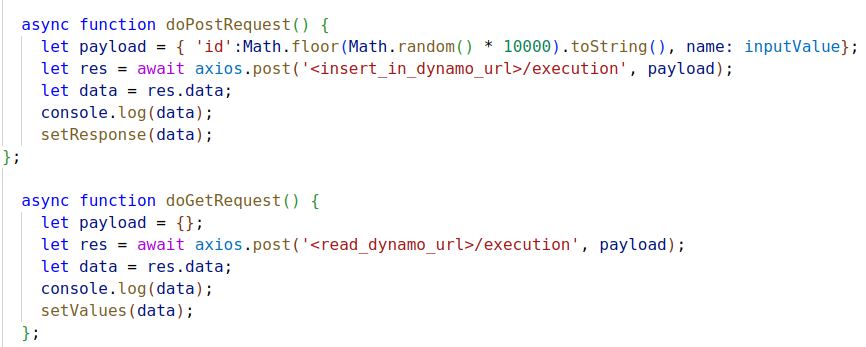 async function doPostRequest() {
let payload = { 'id':Math.floor(Math.random() * 10000).toString(), name: inputValue};
let res = await axios.post('<insert_in_dynamo_url>/execution', payload);
let data = res.data;
console.log(data);
setResponse(data);
};
async function doGetRequest() {
let payload = {};
let res = await axios.post('<read_dynamo_url>/execution', payload);
let data = res.data;
console.log(data);
setValues(data);
};